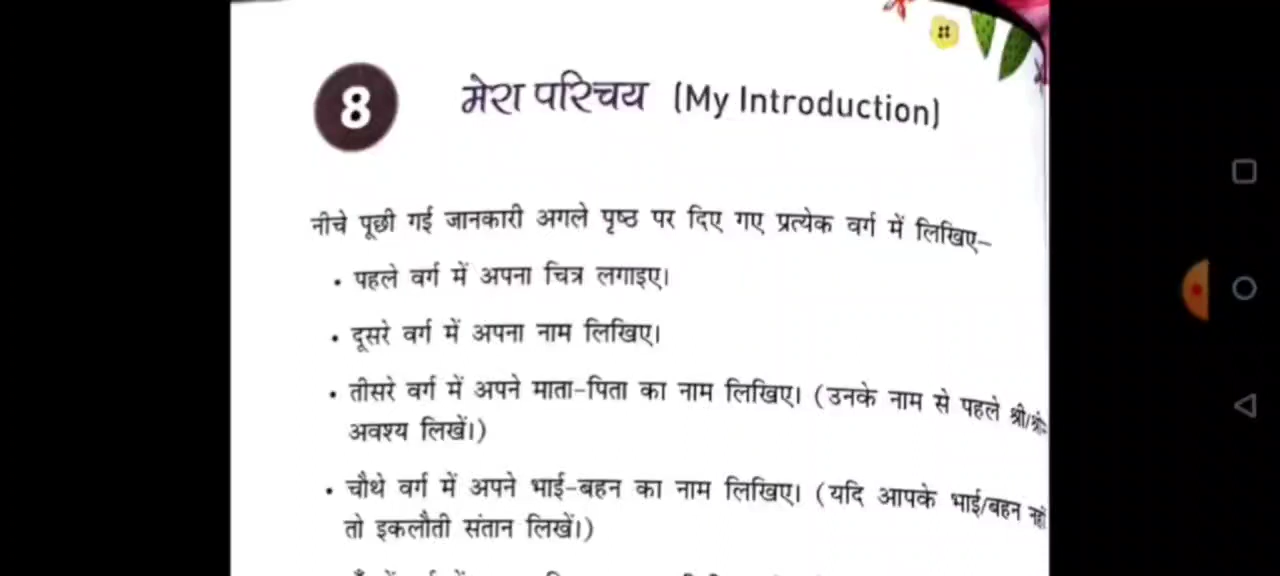 8
मेरा परिचय (My Introduction)
नीचे पूछी गई जानकारी अगले पृष्ठ पर दिए गए प्रत्येक वर्ग में लिखिए–
• पहले वर्ग में अपना चित्र लगाइए।
• दूसरे वर्ग में अपना नाम लिखिए।
• तीसरे वर्ग में अपने माता-पिता का नाम लिखिए। (उनके नाम से पहले श्री/
अवश्य लिखें।)
• चौथे वर्ग में अपने भाई-बहन का नाम लिखिए। (यदि आपके भाई/बहन नहीं
तो इकलौती संतान लिखें।)